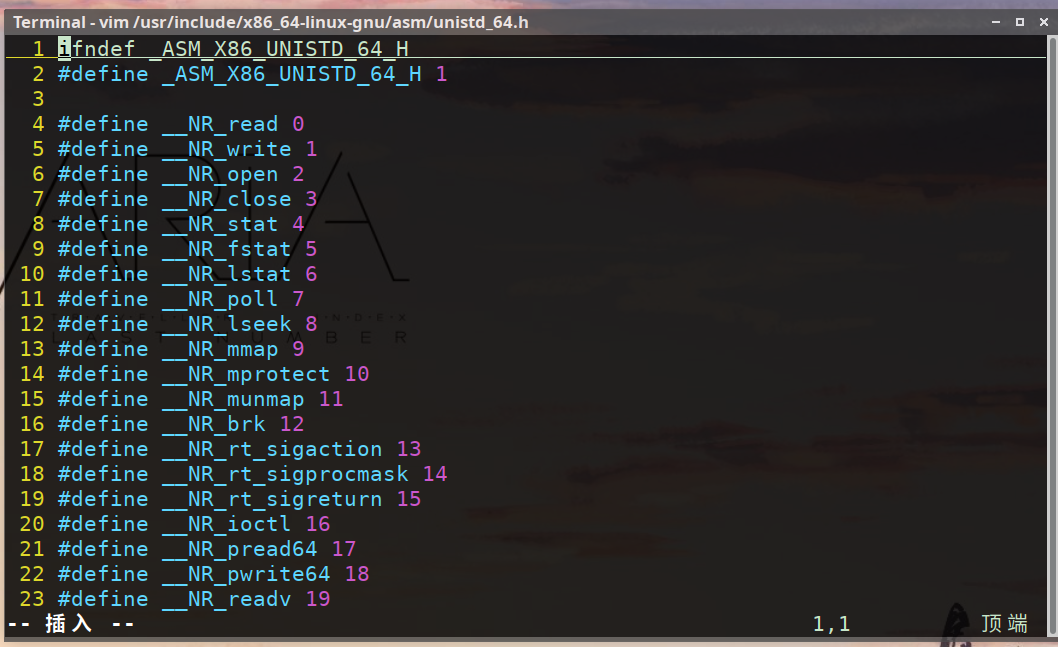 Terminal - vim /usr/include/x86_64-linux-gnu/asm/unistd_64.h
1 ifndef _ASM_X86_UNISTD_64_H
2 #define _ASM_X86_UNISTD_64_H 1
3
4 #define __NR_read 0
5 #define __NR_write 1
6 #define __NR_open 2
7 #define __NR_close 3
8 #define __NR_stat 4
9 #define __NR_fstat 5
10 #define __NR_lstat 6
11 #define __NR_poll 7
12 #define __NR_lseek 8
13 #define __NR_mmap 9
14 #define __NR_mprotect 10
15 #define __NR_munmap 11
16 #define __NR_brk 12
17 #define __NR_rt_sigaction 13
18 #define __NR_rt_sigprocmask 14
19 #define __NR_rt_sigreturn 15
20 #define __NR_ioctl 16
21 #define __NR_pread64 17
22 #define __NR_pwrite64 18
23 #define __NR_readv 19
-- 插入 -- 1,1 顶端
ARIA
LAST NUMBER